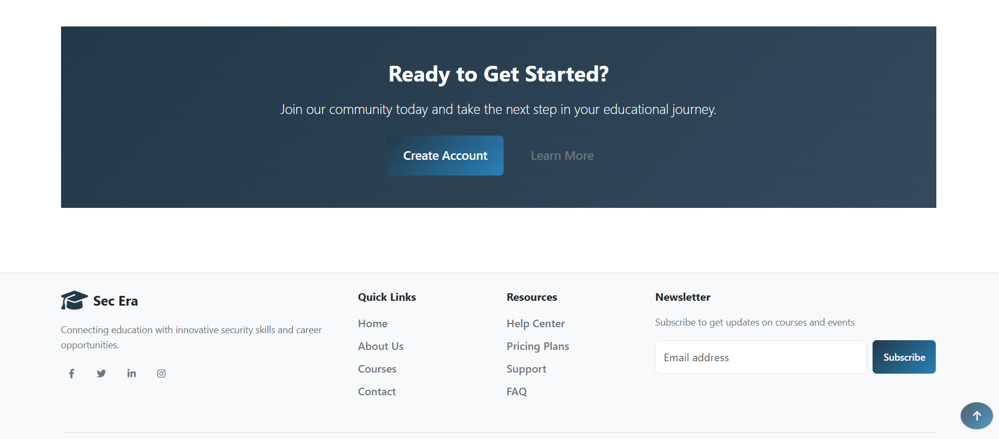 Ready to Get Started?
Join our community today and take the next step in your educational journey.
Create Account
Learn More
Sec Era
Connecting education with innovative security skills and career
opportunities.
Quick Links
Home
About Us
Courses
Contact
Resources
Help Center
Pricing Plans
Support
FAQ
Newsletter
Subscribe to get updates on courses and events
Email address
Subscribe